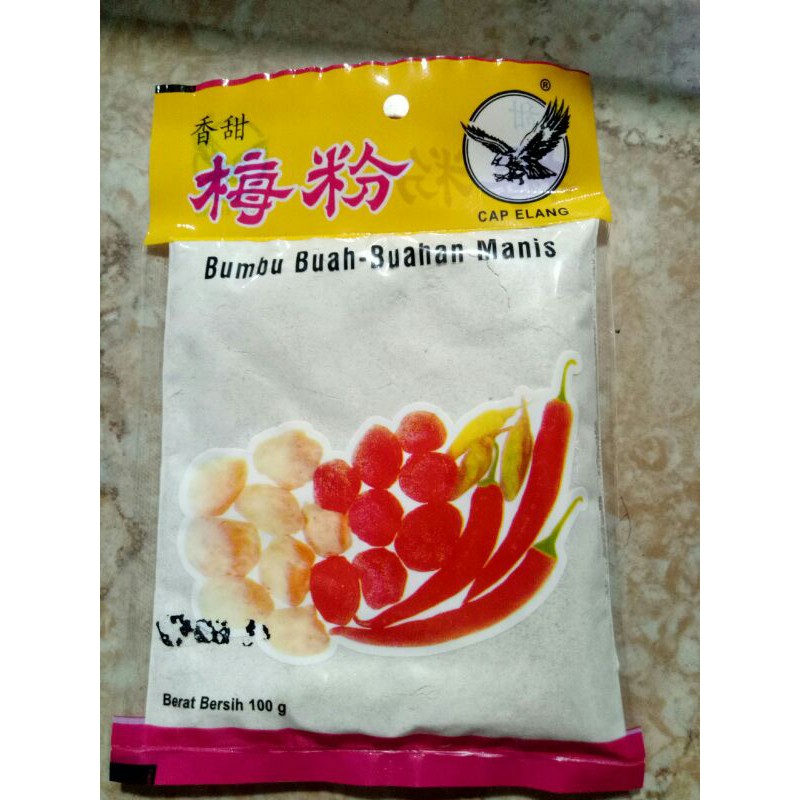 香甜
梅粉
®
CAP ELANG
Bumbu Buah-Buahan Manis
Berat Bersih 100 g